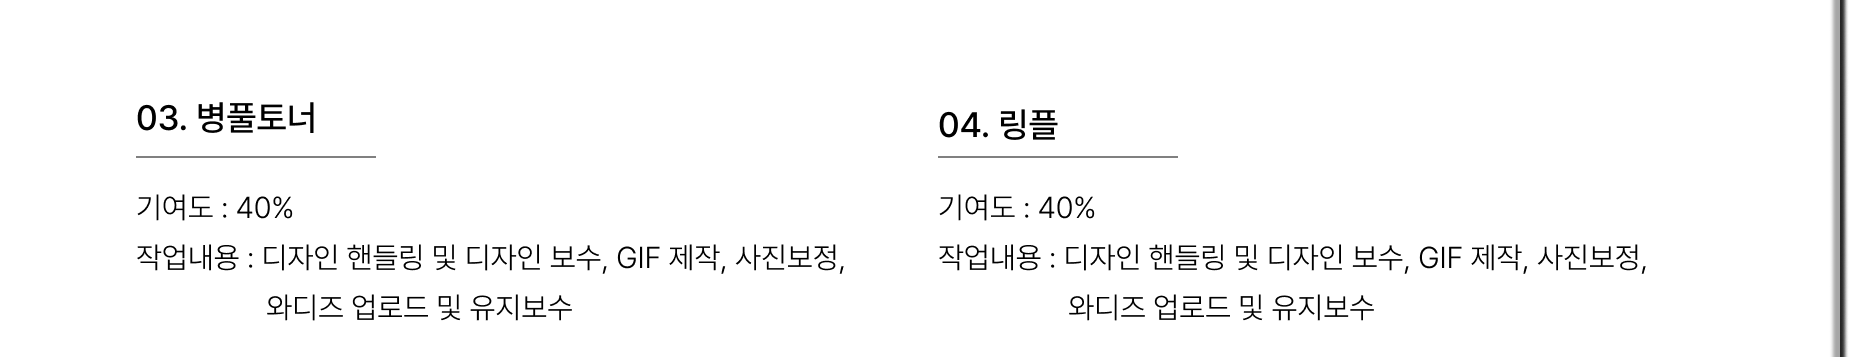 03. 병풀토너
기여도 : 40%
작업내용 : 디자인 핸들링 및 디자인 보수, GIF 제작, 사진보정,
와디즈 업로드 및 유지보수
04. 링플
기여도 : 40%
작업내용 : 디자인 핸들링 및 디자인 보수, GIF 제작, 사진보정,
와디즈 업로드 및 유지보수